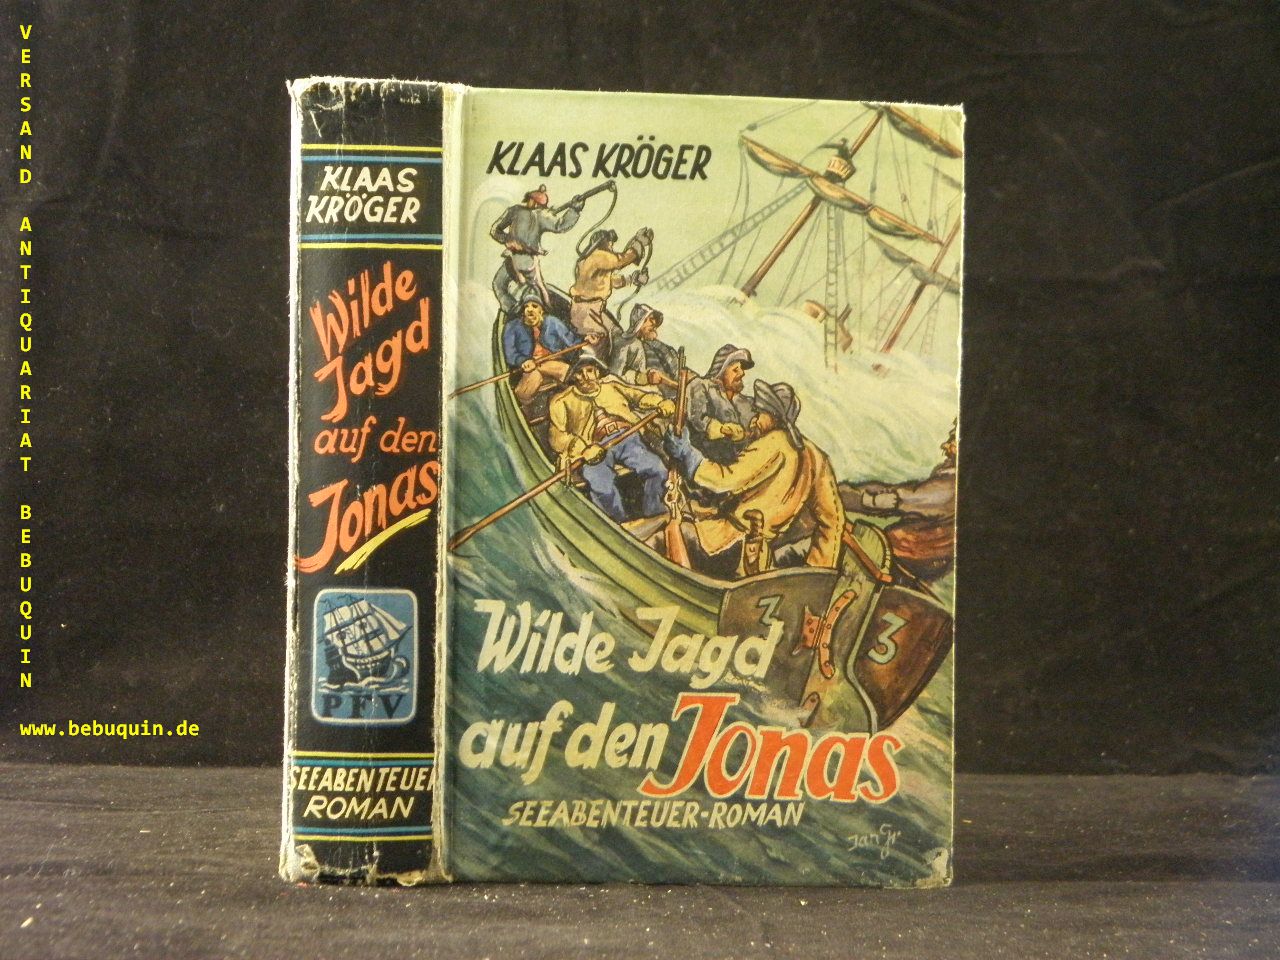 VERSAND ANTIQUARIAT BEBUQUIN
www.bebuquin.de
KLAAS
KRÖGER
Wilde
Jagd
auf den
Jonas
PFV
SEEABENTEUER
ROMAN
KLAAS KRÖGER
3
3
Wilde Jagd
auf den Jonas
SEEABENTEUER-ROMAN